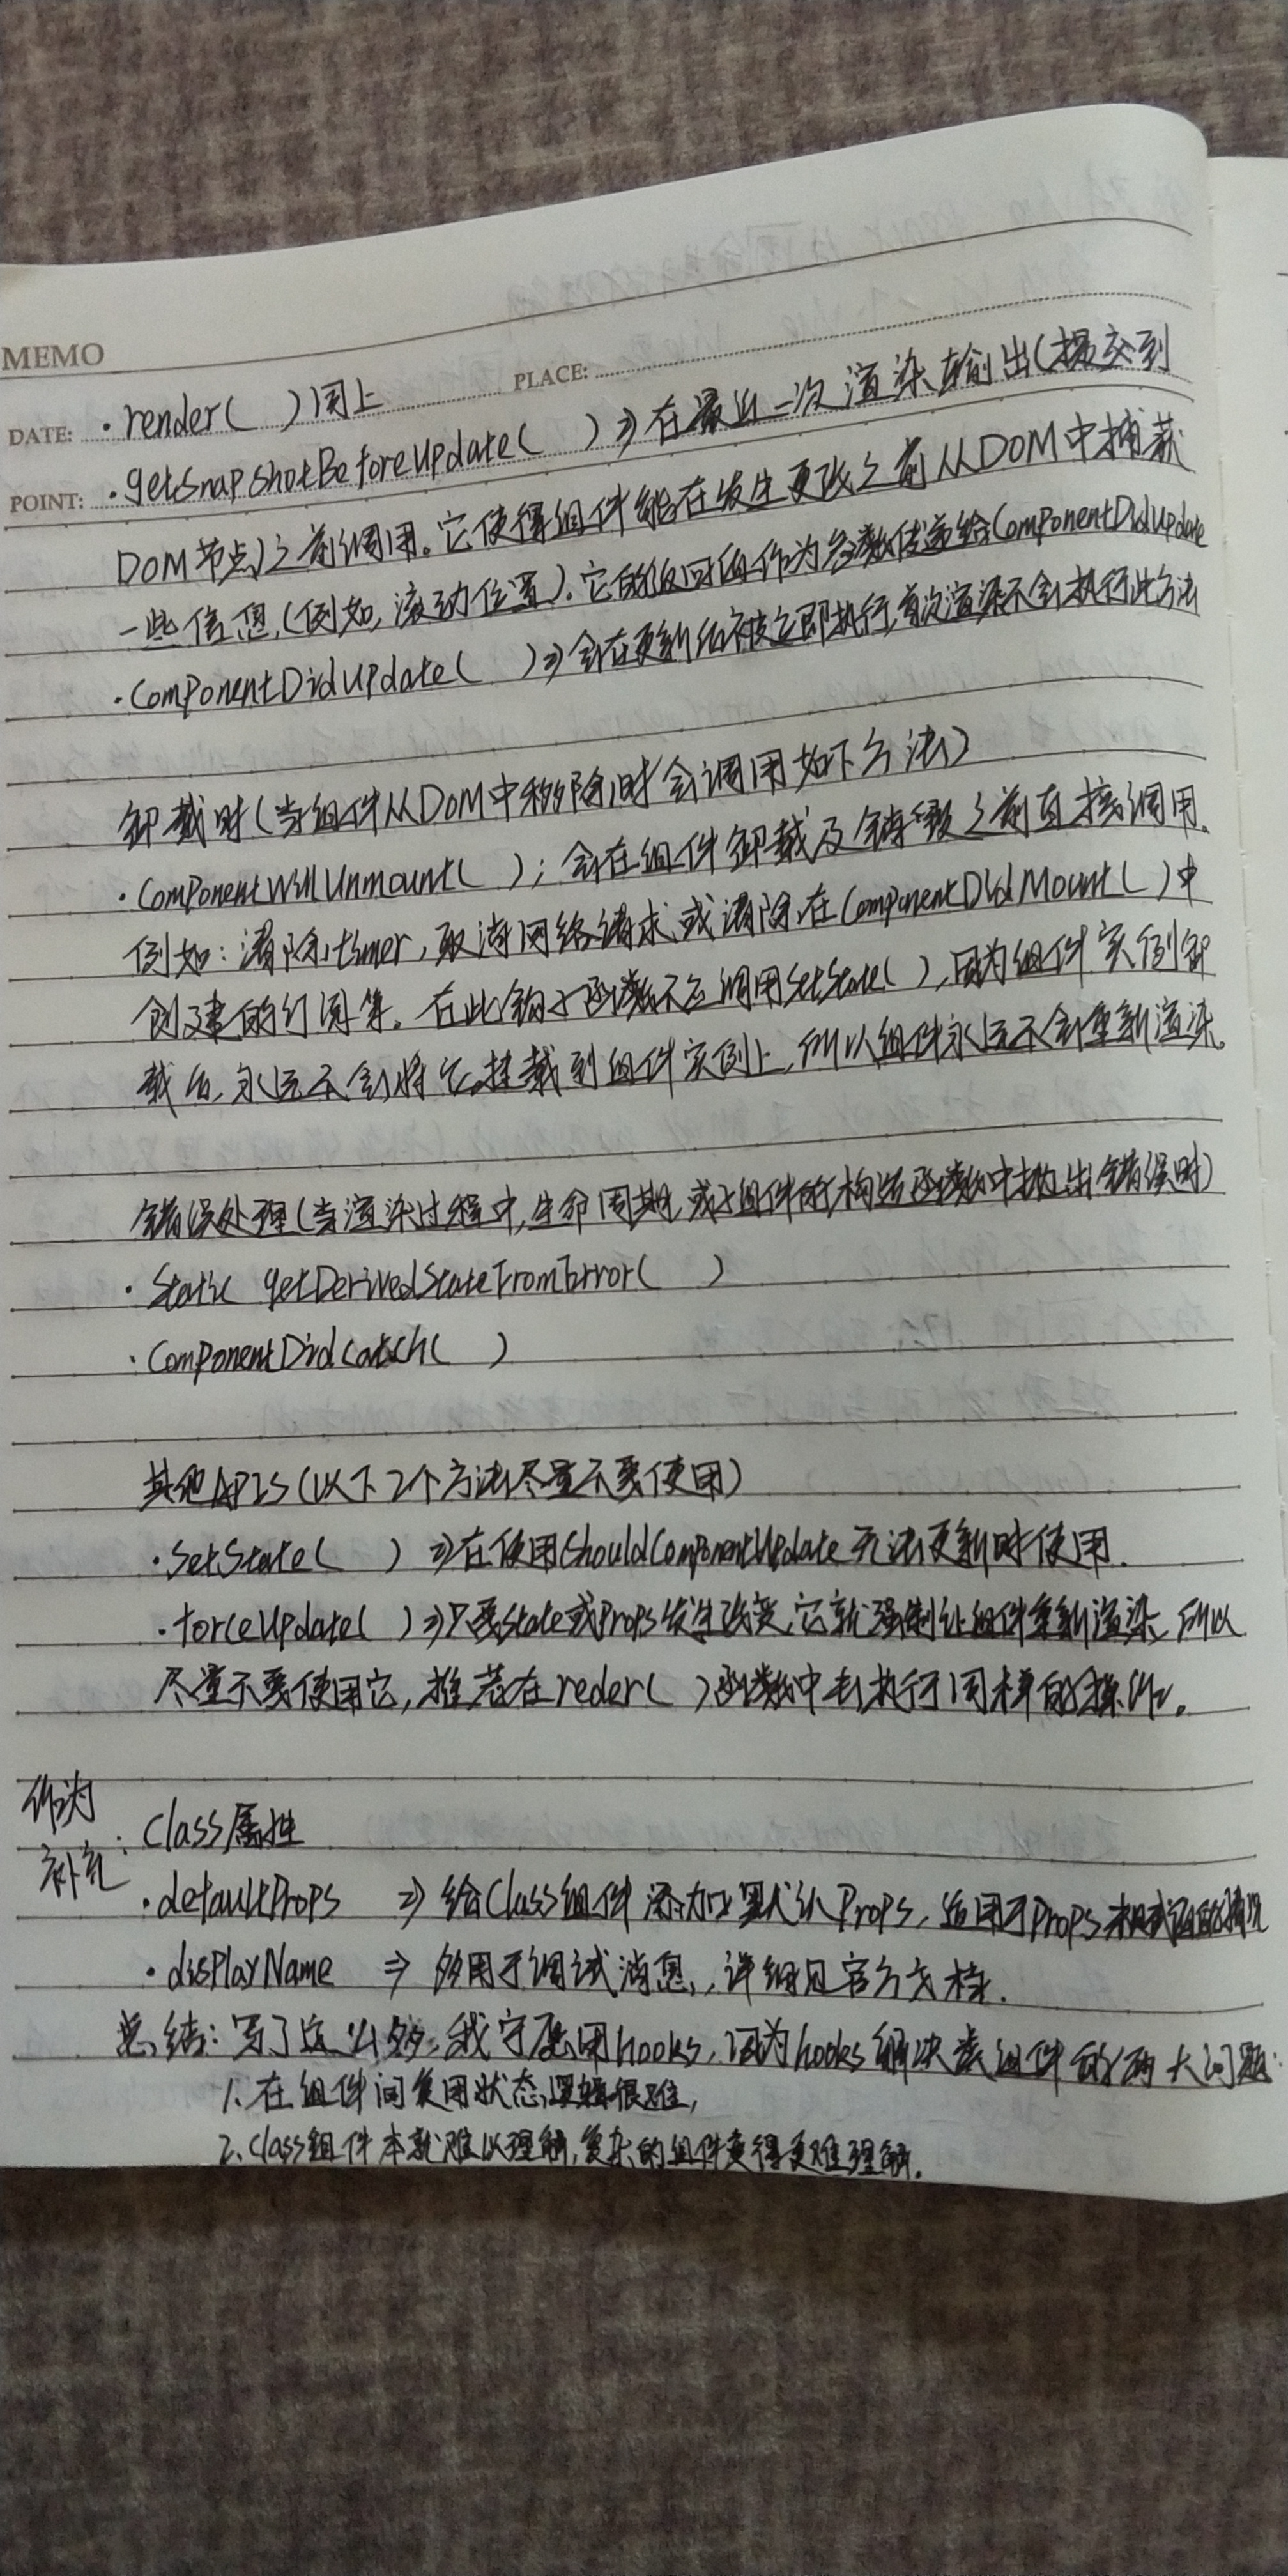 MEMO
PLACE:
DATE: ·render( )同上
POINT: ·getSnapshotBeforeUpdate( )⇒在最近一次渲染输出(提交到
DOM节点)之前调用。它使得组件能在发生更改之前从DOM中捕获
一些信息,(例如,滚动位置).它的返回值作为参数传递给ComponentDidUpdate
·ComponentDidUpdate( )⇒会在更新后被立即执行,首次渲染不会执行此方法
卸载时(当组件从DOM中移除时会调用如下方法)
·ComponentWillUnmount( ); 会在组件卸载及销毁之前直接调用.
例如: 清除timer,取消网络请求或清除在ComponentDidMount( )中
创建的订阅等。在此钩子函数不应调用setState( ),因为组件实例卸
载后,永远不会将它挂载到组件实例上,所以组件永远不会重新渲染。
错误处理(当渲染过程中,生命周期,或子组件的构造函数中抛出错误时)
·Static getDerivedStateFromError( )
·ComponentDidCatch( )
其他APIS(以下2个方法尽量不要使用)
·SetState( ) ⇒在使用ShouldComponentUpdate无法更新时使用.
·forceUpdate( )⇒只要State或Props发生改变,它就强制让组件重新渲染,所以
尽量不要使用它,推荐在reder( )函数中去执行同样的操作。
作为
补充: Class属性
·defaultProps ⇒ 给Class组件添加默认Props,适用于Props未赋值的情况
·disPlayName ⇒ 多用于调试消息,,详细见官方文档.
总结: 写了这么多,我宁愿用hooks,因为hooks解决类组件的两大问题:
1.在组件间复用状态逻辑很难,
2.Class组件本就难以理解,复杂的组件变得更难理解.